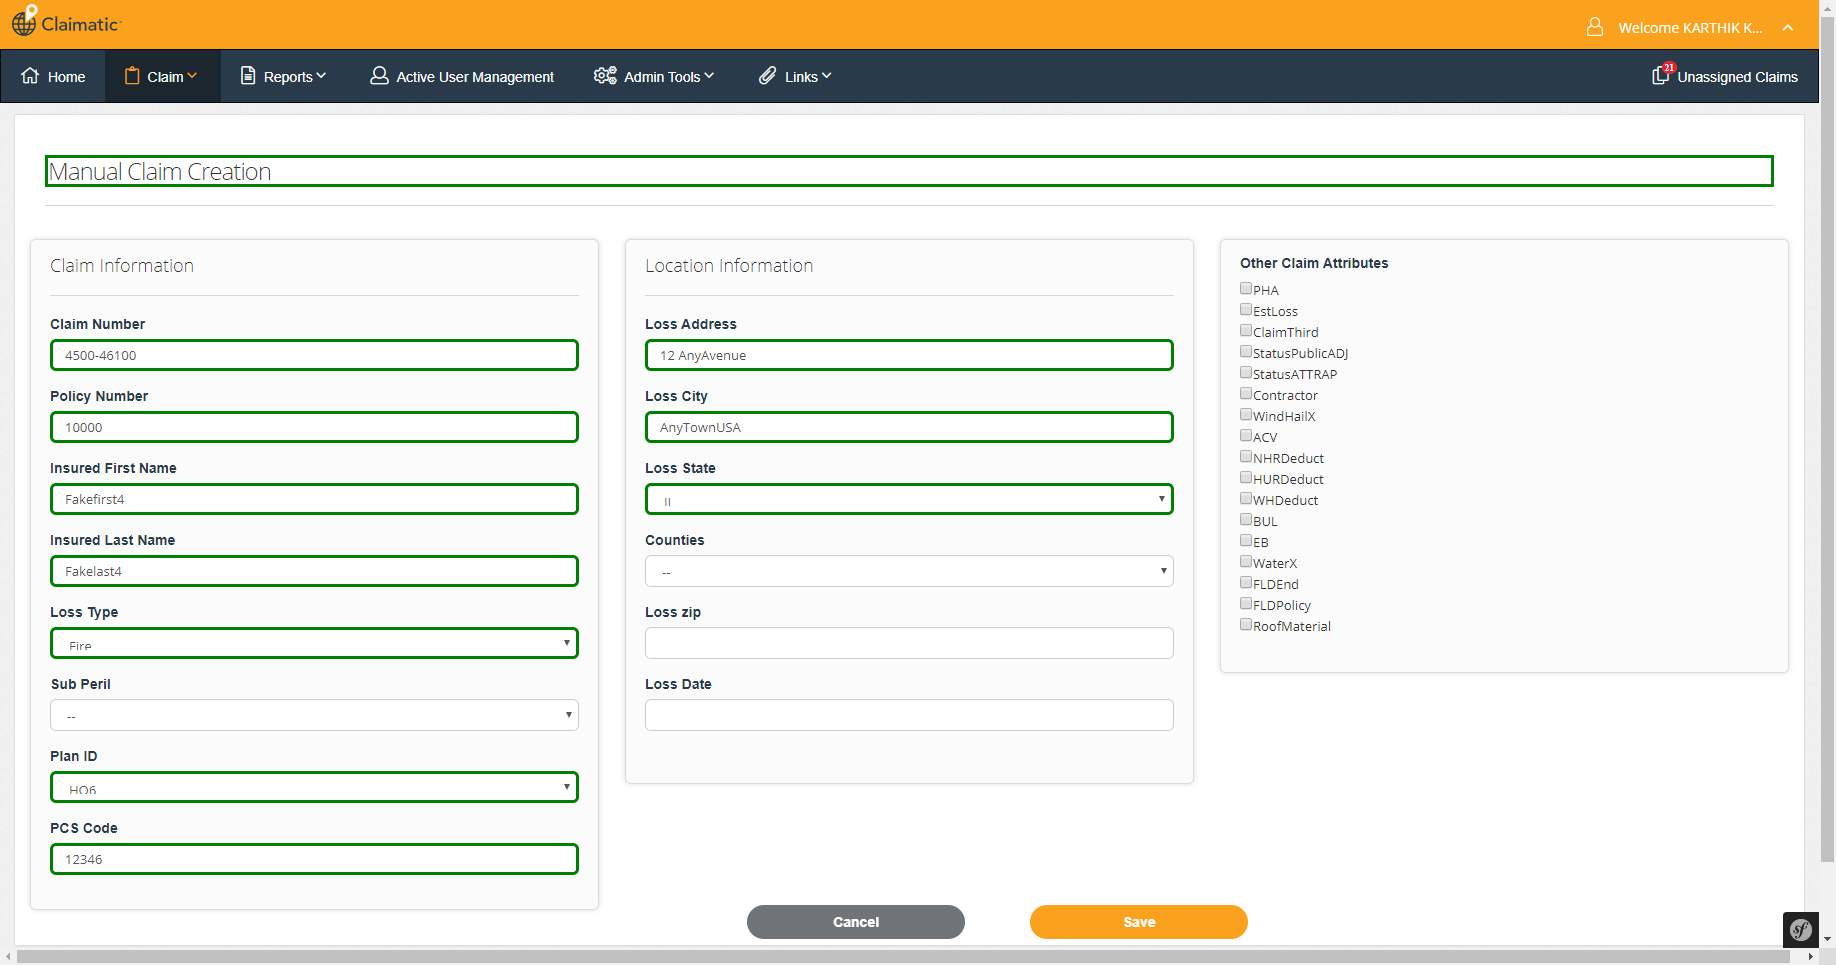 Claimatic
Welcome KARTHIK K...
Home
Claim
Reports
Active User Management
Admin Tools
Links
21
Unassigned Claims
Manual Claim Creation
Claim Information
Claim Number
4500-46100
Policy Number
10000
Insured First Name
Fakefirst4
Insured Last Name
Fakelast4
Loss Type
Fire
Sub Peril
--
Plan ID
HO6
PCS Code
12346
Location Information
Loss Address
12 AnyAvenue
Loss City
AnyTownUSA
Loss State
Counties
--
Loss zip
Loss Date
Other Claim Attributes
PHA
EstLoss
ClaimThird
StatusPublicADJ
StatusATTRAP
Contractor
WindHailX
ACV
NHRDeduct
HURDeduct
WHDeduct
BUL
EB
WaterX
FLDEnd
FLDPolicy
RoofMaterial
Cancel
Save
sf